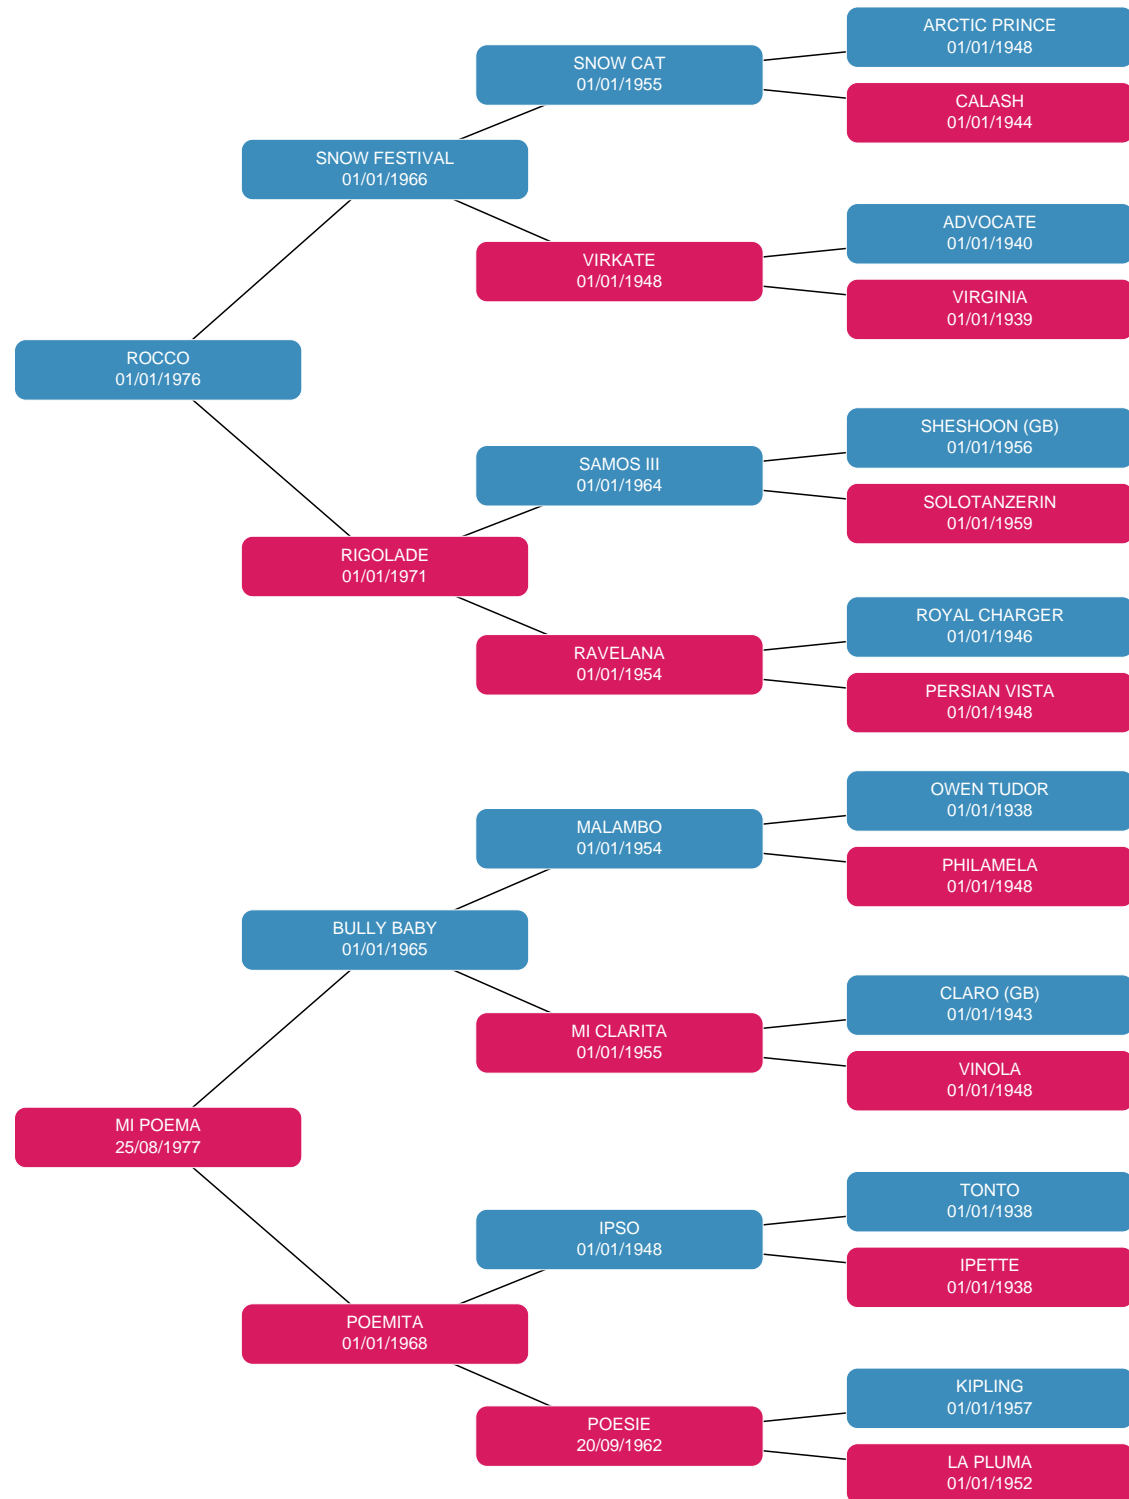 ARCTIC PRINCE
01/01/1948
SNOW CAT
01/01/1955
CALASH
01/01/1944
SNOW FESTIVAL
01/01/1966
ADVOCATE
01/01/1940
VIRKATE
01/01/1948
VIRGINIA
01/01/1939
ROCCO
01/01/1976
SHESHOON (GB)
01/01/1956
SAMOS III
01/01/1964
SOLOTANZERIN
01/01/1959
RIGOLADE
01/01/1971
ROYAL CHARGER
01/01/1946
RAVELANA
01/01/1954
PERSIAN VISTA
01/01/1948
OWEN TUDOR
01/01/1938
MALAMBO
01/01/1954
PHILAMELA
01/01/1948
BULLY BABY
01/01/1965
CLARO (GB)
01/01/1943
MI CLARITA
01/01/1955
VINOLA
01/01/1948
MI POEMA
25/08/1977
TONTO
01/01/1938
IPSO
01/01/1948
IPETTE
01/01/1938
POEMITA
01/01/1968
KIPLING
01/01/1957
POESIE
20/09/1962
LA PLUMA
01/01/1952